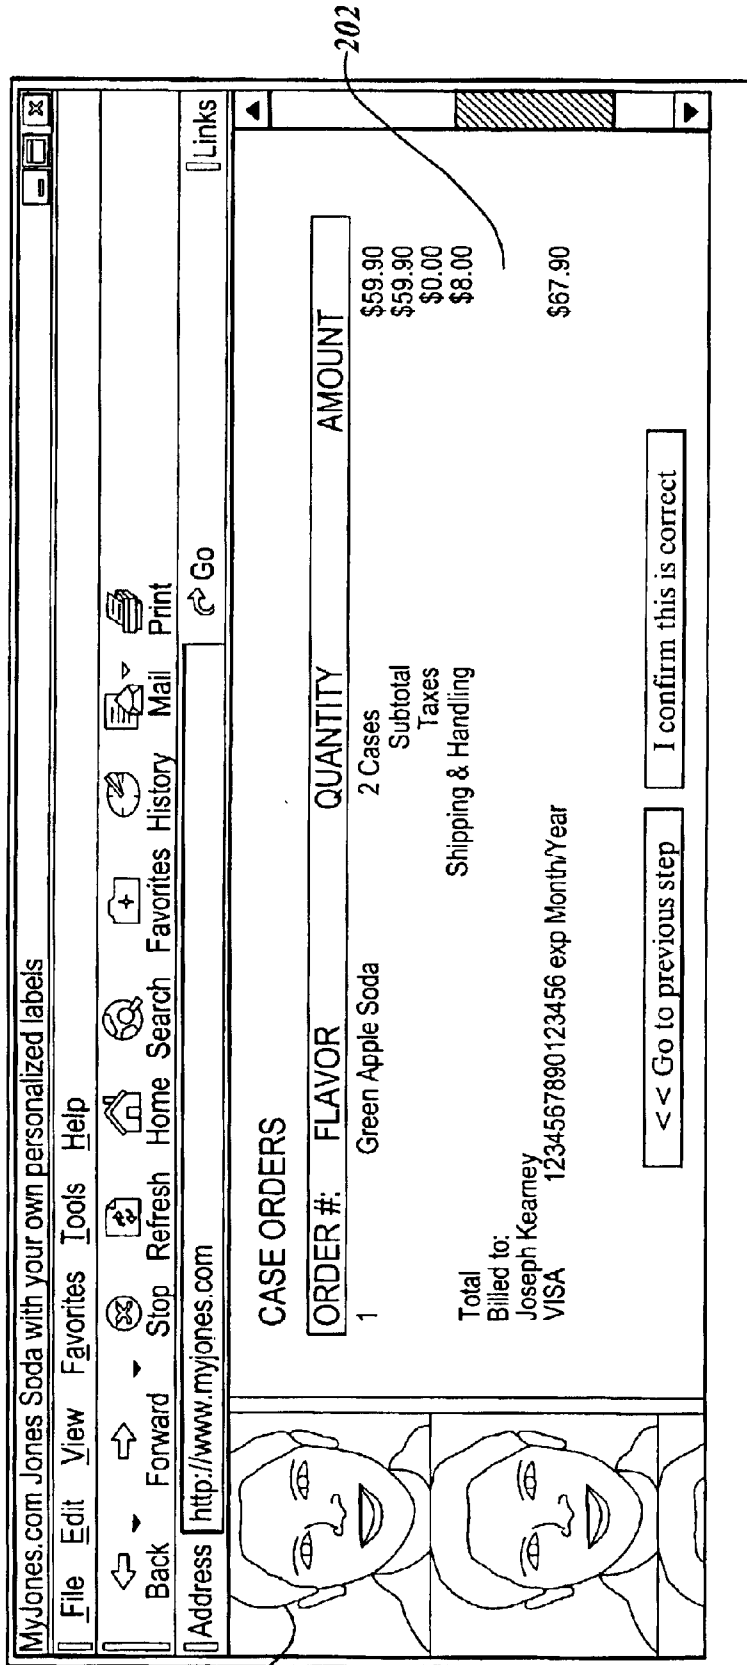 MyJones.com Jones Soda with your own personalized labels
File Edit View Favorites Tools Help
Back Forward Stop Refresh Home Search Favorites History Mail Print
Address http://www.myjones.com Go Links
CASE ORDERS
ORDER #: FLAVOR QUANTITY AMOUNT
1 Green Apple Soda 2 Cases $59.90
Subtotal $59.90
Taxes $0.00
Shipping & Handling $8.00
Total
Billed to:
Joseph Kearney
VISA 1234567890123456 exp Month/Year $67.90
<< Go to previous step I confirm this is correct
202